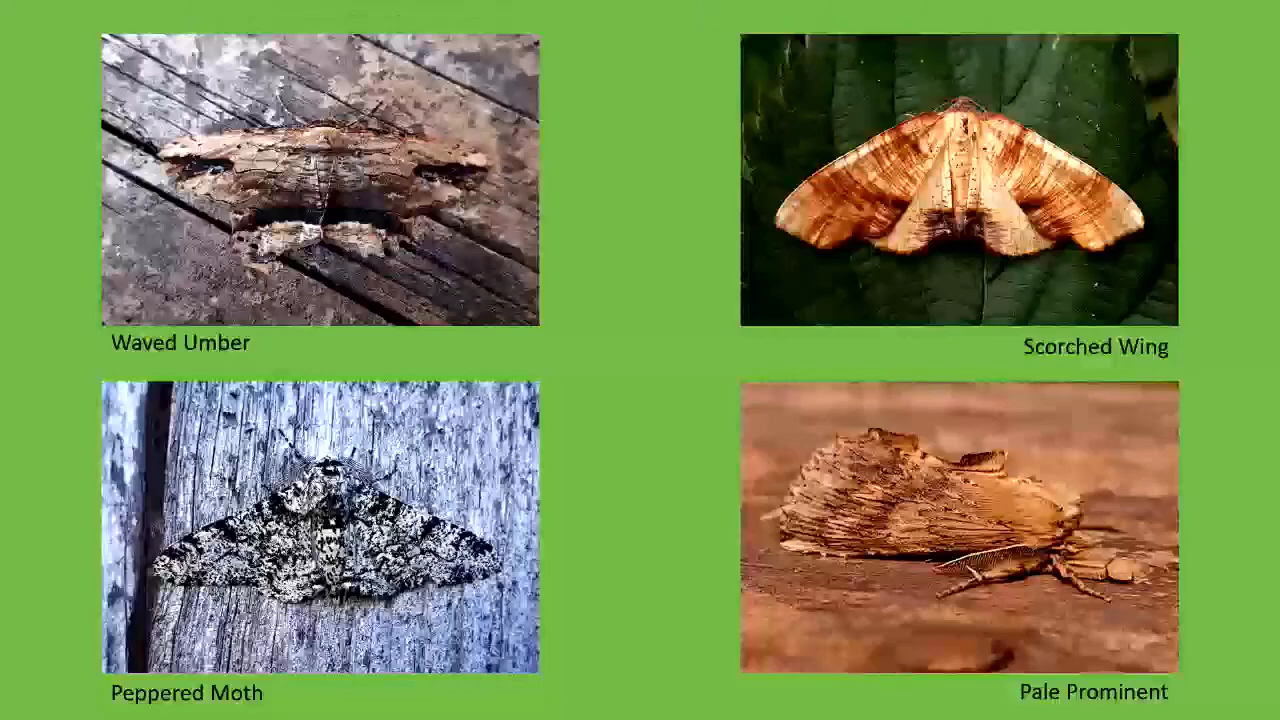 Waved Umber
Scorched Wing
Peppered Moth
Pale Prominent